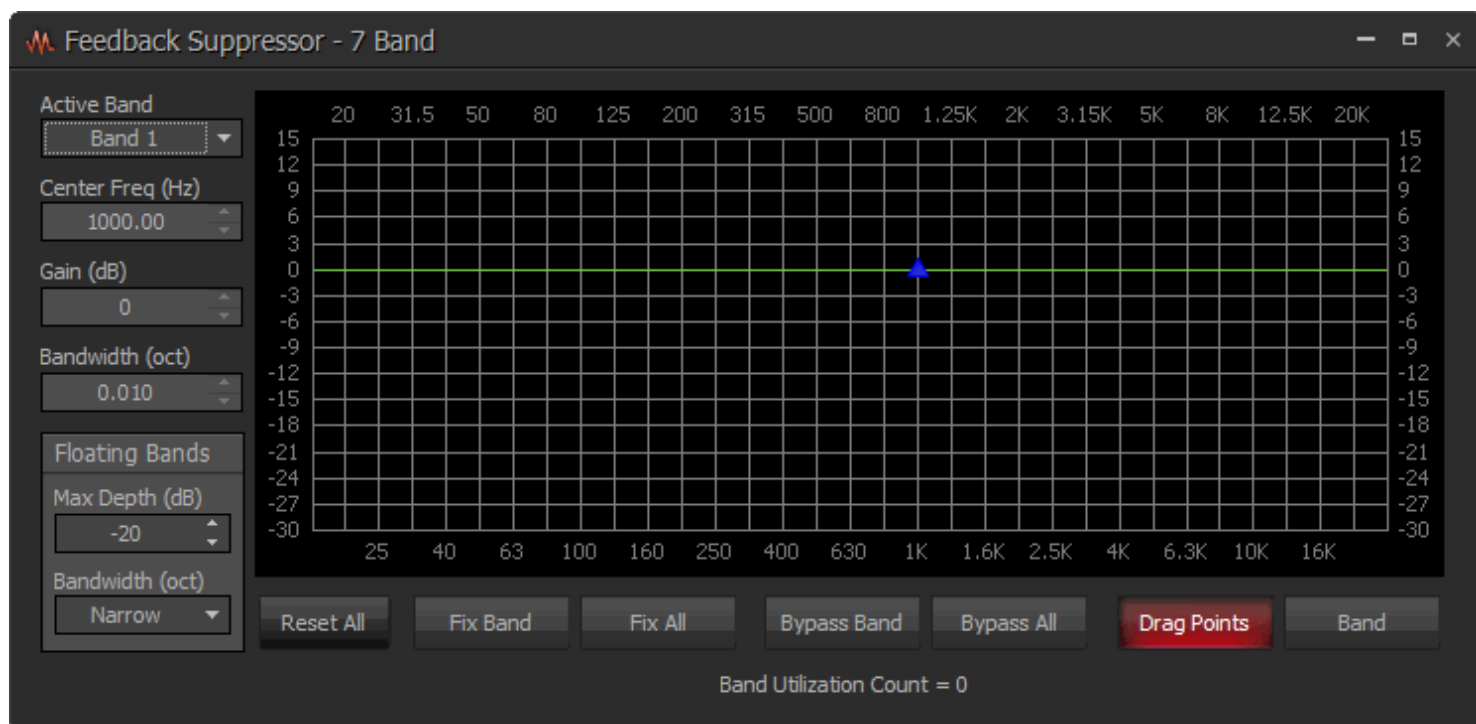 Feedback Suppressor - 7 Band
Active Band
Band 1
Center Freq (Hz)
1000.00
Gain (dB)
0
Bandwidth (oct)
0.010
Floating Bands
Max Depth (dB)
-20
Bandwidth (oct)
Narrow
20 31.5 50 80 125 200 315 500 800 1.25K 2K 3.15K 5K 8K 12.5K 20K
15 15
12 12
9 9
6 6
3 3
0 0
-3 -3
-6 -6
-9 -9
-12 -12
-15 -15
-18 -18
-21 -21
-24 -24
-27 -27
-30 -30
25 40 63 100 160 250 400 630 1K 1.6K 2.5K 4K 6.3K 10K 16K
Reset All Fix Band Fix All Bypass Band Bypass All Drag Points Band
Band Utilization Count = 0